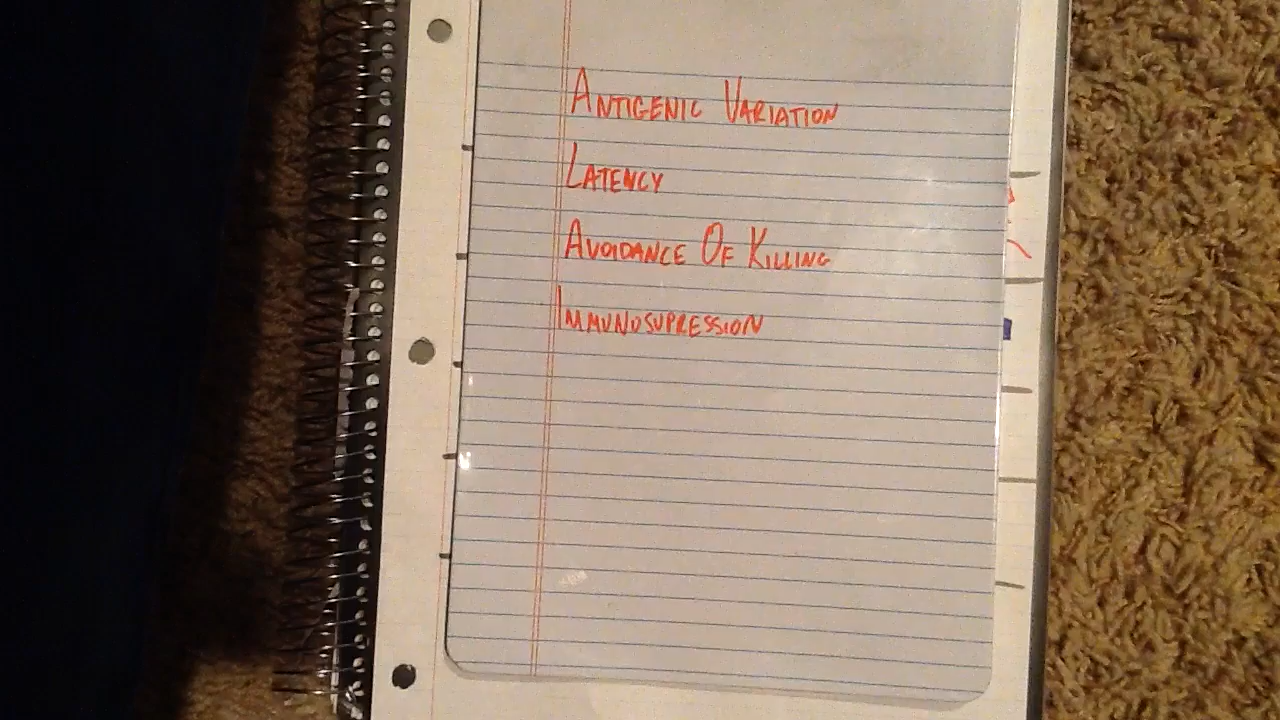 ANTIGENIC VARIATION
LATENCY
AVOIDANCE OF KILLING
IMMUNOSUPRESSION